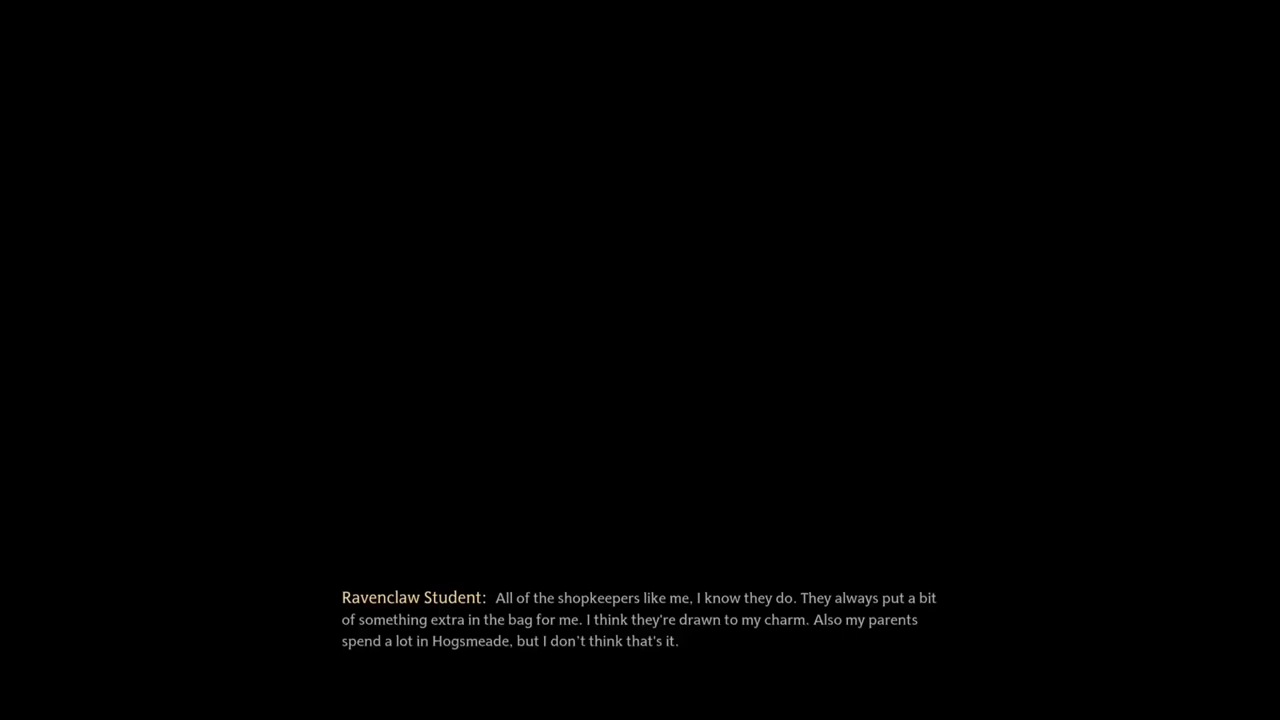 Ravenclaw Student: All of the shopkeepers like me, I know they do. They always put a bit
of something extra in the bag for me. I think they're drawn to my charm. Also my parents
spend a lot in Hogsmeade, but I don't think that's it.